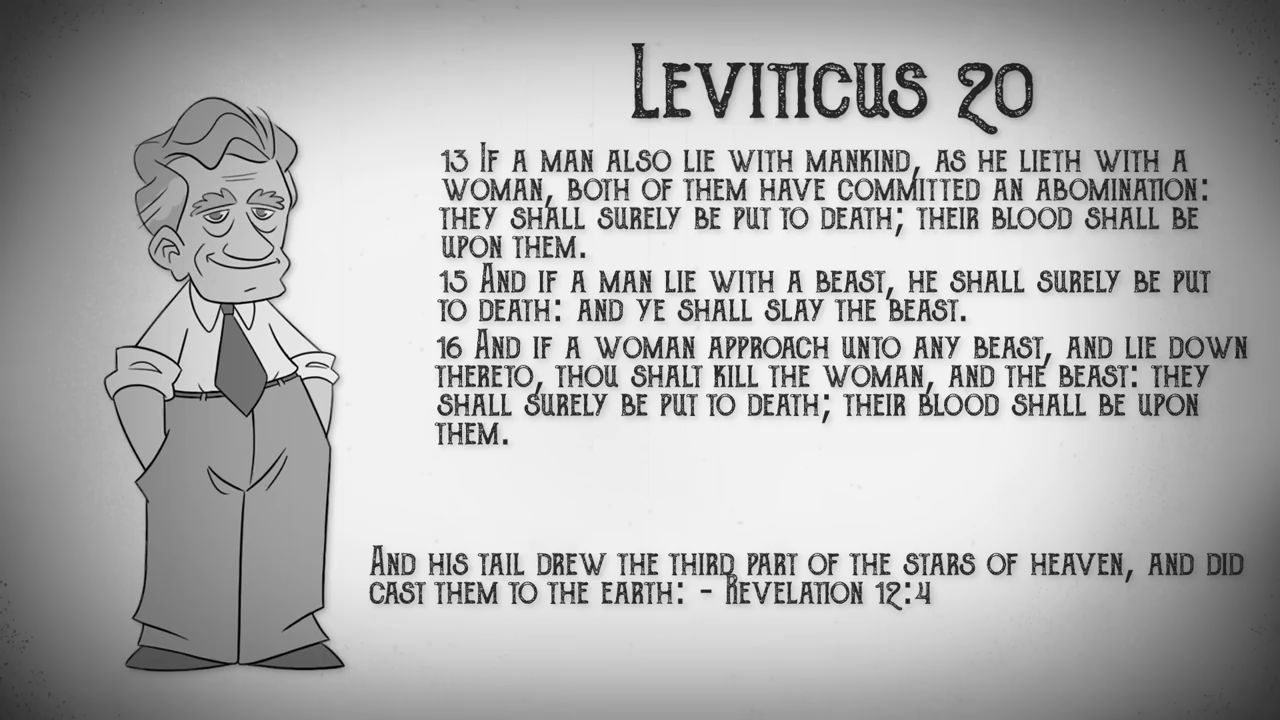 Leviticus 20
13 If a man also lie with mankind, as he lieth with a
woman, both of them have committed an abomination:
they shall surely be put to death; their blood shall be
upon them.
15 And if a man lie with a beast, he shall surely be put
to death: and ye shall slay the beast.
16 And if a woman approach unto any beast, and lie down
thereto, thou shalt kill the woman, and the beast: they
shall surely be put to death; their blood shall be upon
them.
And his tail drew the third part of the stars of heaven, and did
cast them to the earth: - Revelation 12:4